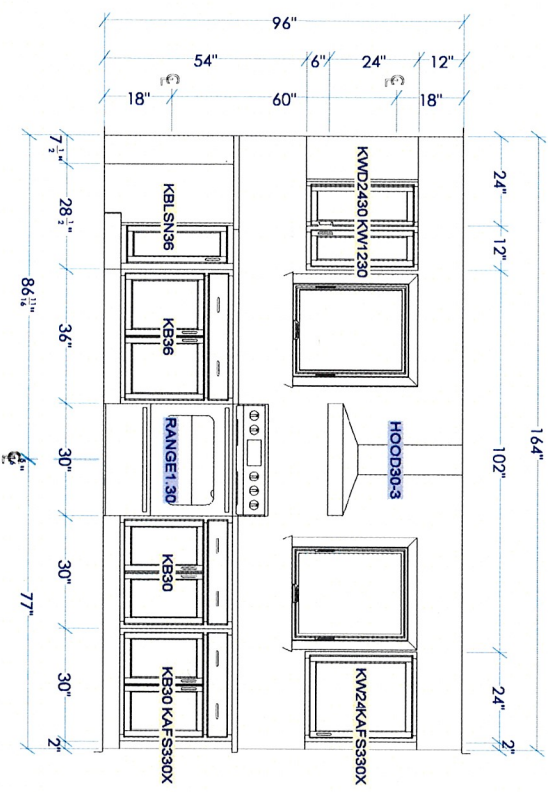 164"
24"
12"
102"
24"
2"
96"
12"
24"
6"
54"
18"
60"
18"
KWD2430 KW1230
HOOD30-3
KW24KAFS330X
KBLSN36
KB36
RANGE1.30
KB30
KB30 KAFS330X
7 1/2"
28 1/2"
36"
30"
30"
30"
2"
86 11/16"
77"